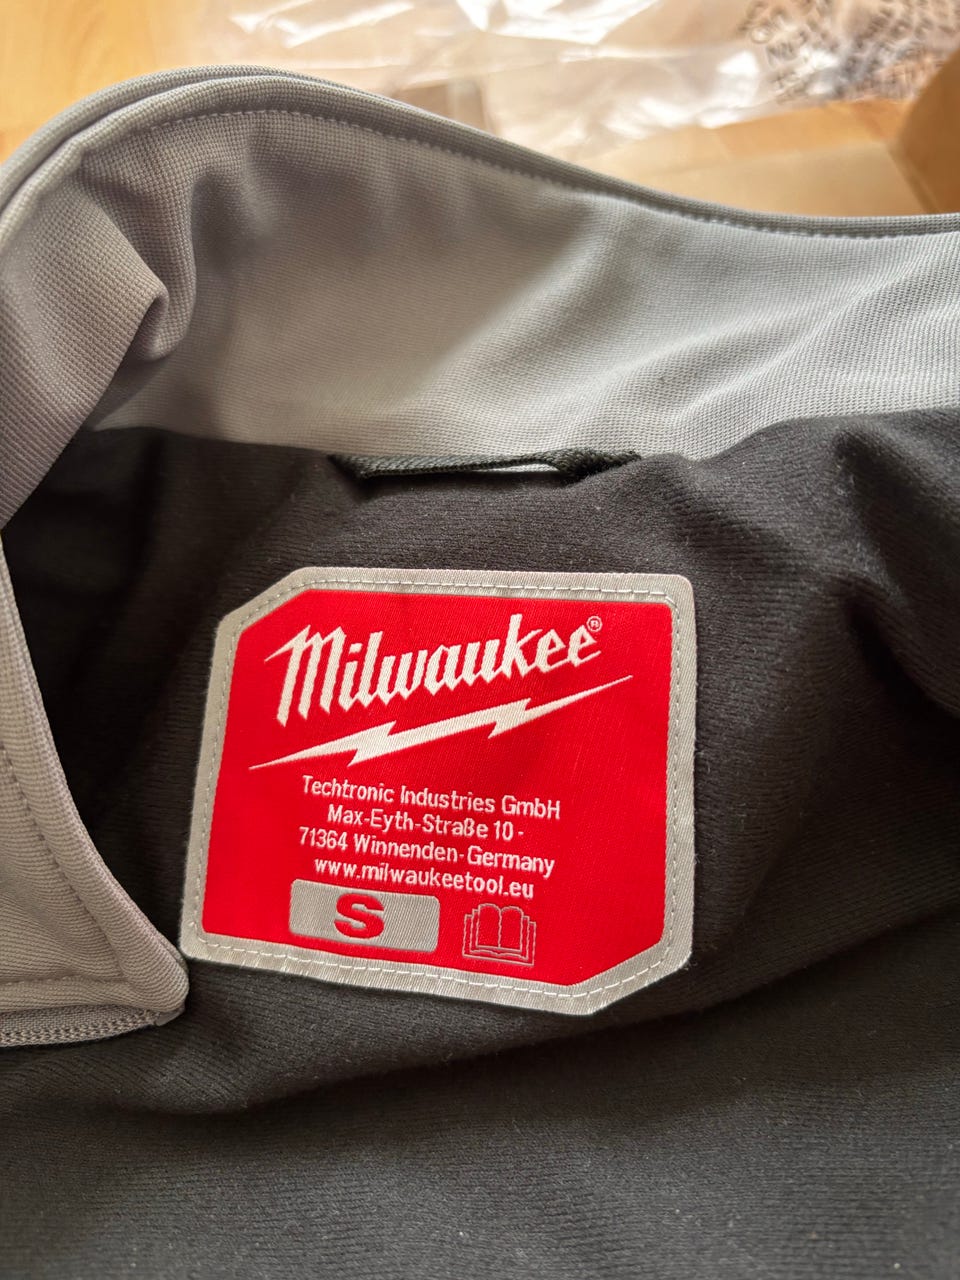 Milwaukee®
Techtronic Industries GmbH
Max-Eyth-Straße 10 -
71364 Winnenden-Germany
www.milwaukeetool.eu
S